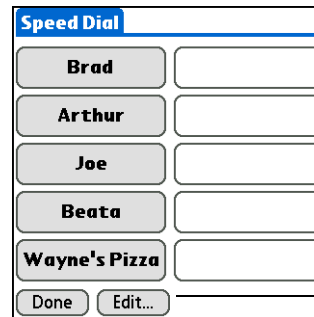 Speed Dial
Brad
Arthur
Joe
Beata
Wayne's Pizza
Done Edit...